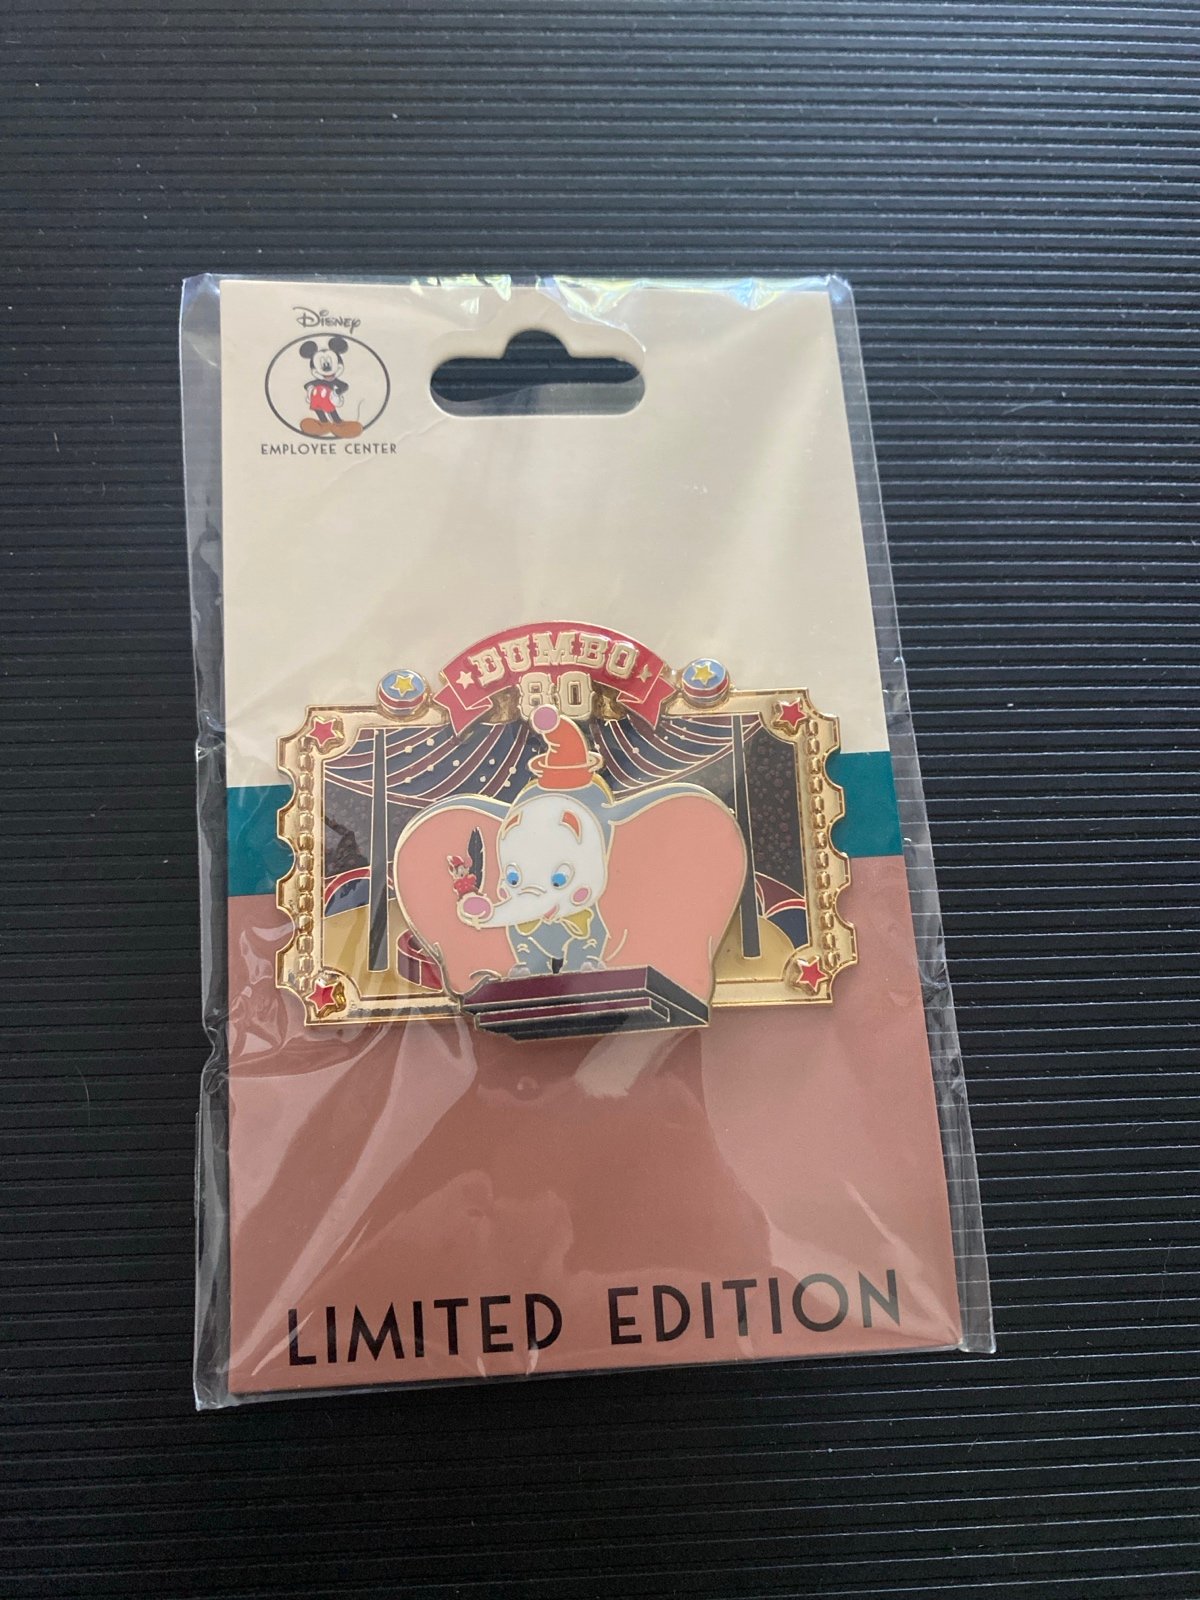 Disney
EMPLOYEE CENTER
DUMBO
80
LIMITED EDITION